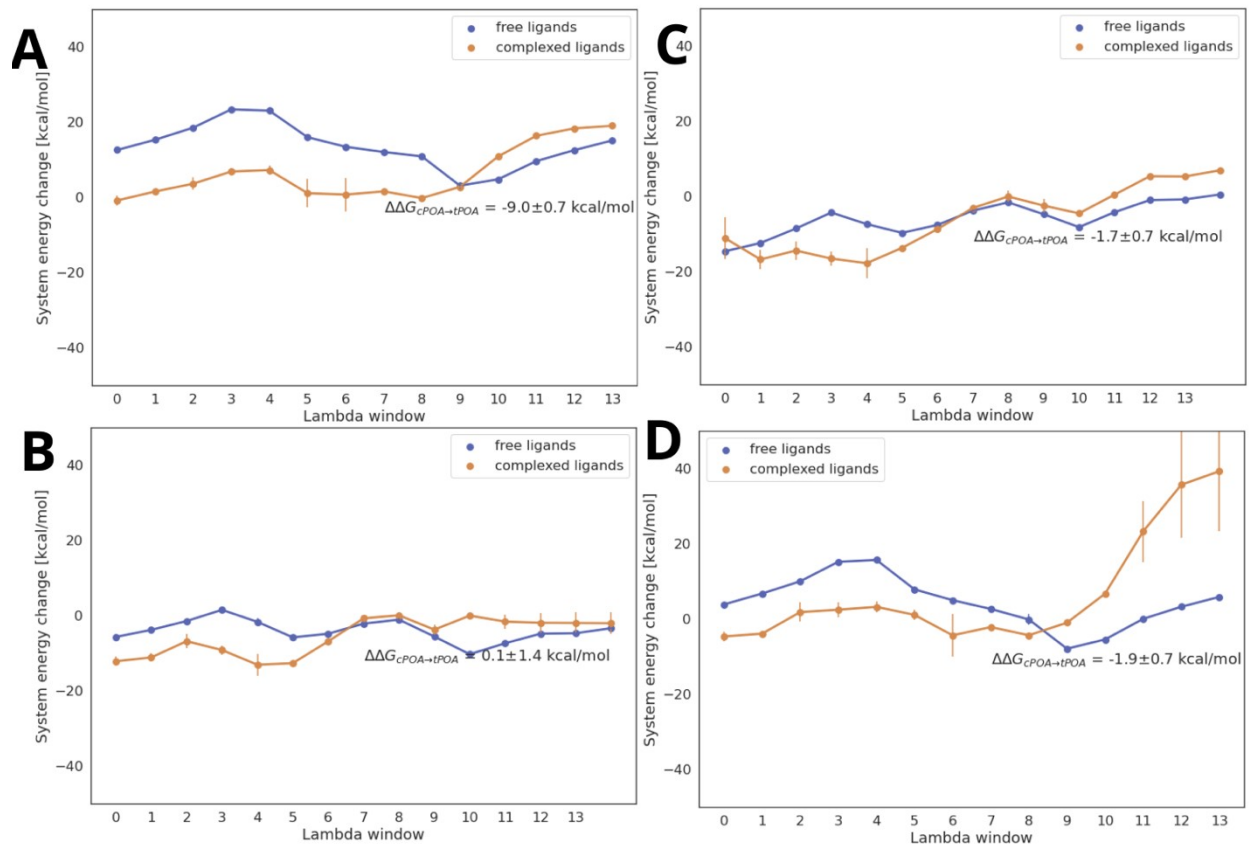 A
System energy change [kcal/mol]
40
20
0
−20
−40
free ligands
complexed ligands
ΔΔG_cPOA→tPOA = -9.0±0.7 kcal/mol
0 1 2 3 4 5 6 7 8 9 10 11 12 13
Lambda window
B
System energy change [kcal/mol]
40
20
0
−20
−40
free ligands
complexed ligands
ΔΔG_cPOA→tPOA = 0.1±1.4 kcal/mol
0 1 2 3 4 5 6 7 8 9 10 11 12 13
Lambda window
C
System energy change [kcal/mol]
40
20
0
−20
−40
free ligands
complexed ligands
ΔΔG_cPOA→tPOA = -1.7±0.7 kcal/mol
0 1 2 3 4 5 6 7 8 9 10 11 12 13
Lambda window
D
System energy change [kcal/mol]
40
20
0
−20
−40
free ligands
complexed ligands
ΔΔG_cPOA→tPOA = -1.9±0.7 kcal/mol
0 1 2 3 4 5 6 7 8 9 10 11 12 13
Lambda window